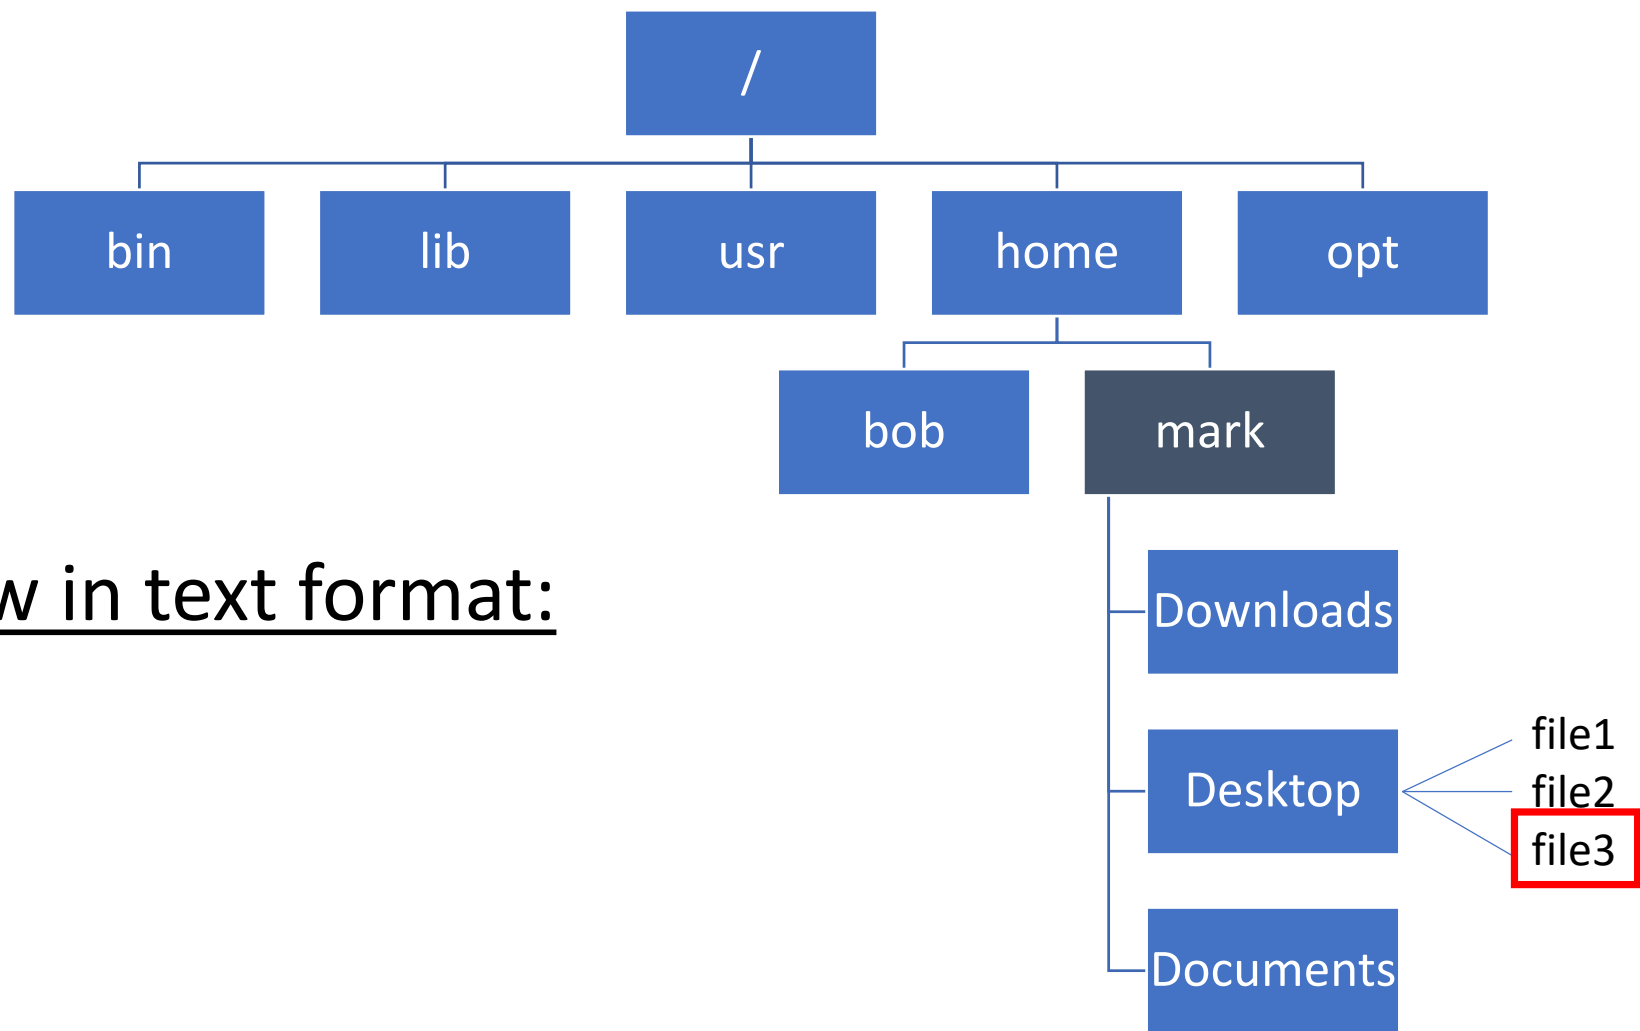 /
bin lib usr home opt
bob mark
in text format:
Downloads
file1
Desktop file2
file3
Documents